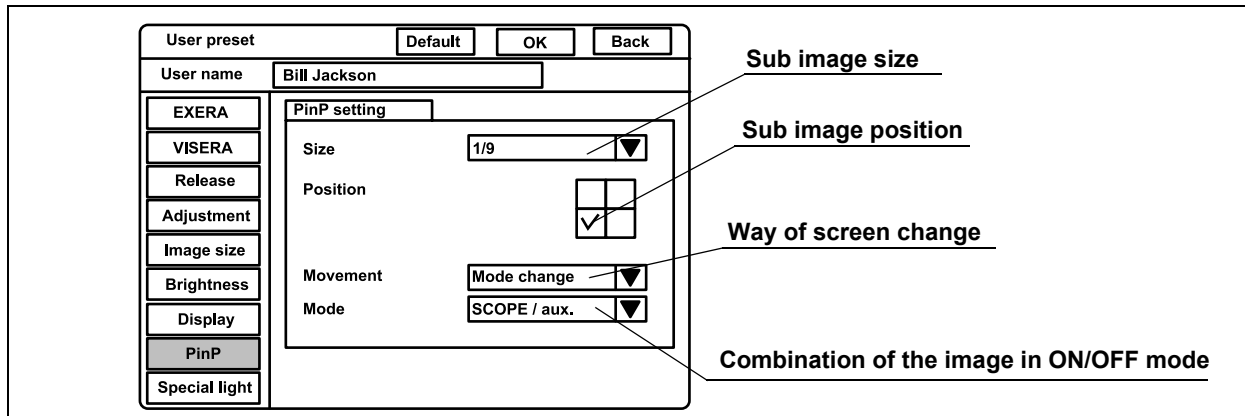 User preset Default OK Back
User name Bill Jackson
EXERA
VISERA
Release
Adjustment
Image size
Brightness
Display
PinP
Special light
PinP setting
Size 1/9
Position
Movement Mode change
Mode SCOPE / aux.
Sub image size
Sub image position
Way of screen change
Combination of the image in ON/OFF mode